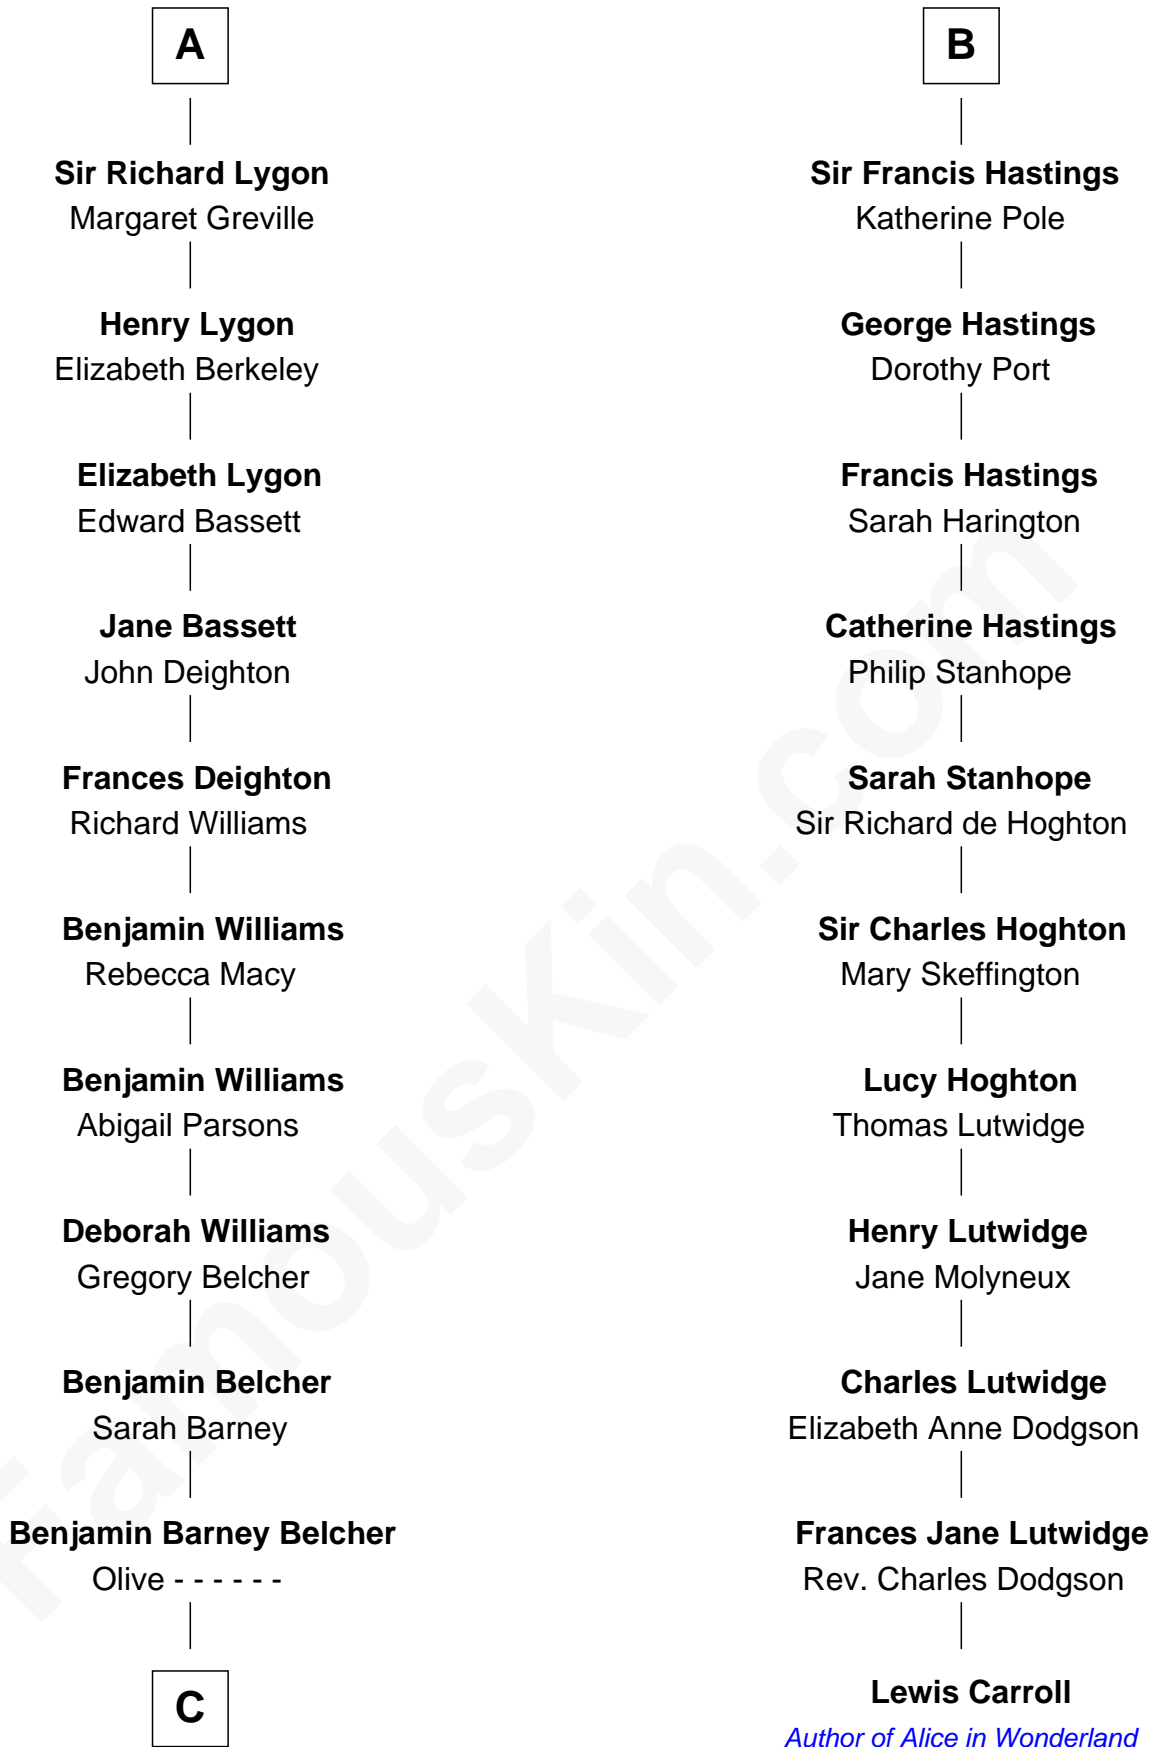 A
Sir Richard Lygon
Margaret Greville
Henry Lygon
Elizabeth Berkeley
Elizabeth Lygon
Edward Bassett
Jane Bassett
John Deighton
Frances Deighton
Richard Williams
Benjamin Williams
Rebecca Macy
Benjamin Williams
Abigail Parsons
Deborah Williams
Gregory Belcher
Benjamin Belcher
Sarah Barney
Benjamin Barney Belcher
Olive - - - - - -
C
B
Sir Francis Hastings
Katherine Pole
George Hastings
Dorothy Port
Francis Hastings
Sarah Harington
Catherine Hastings
Philip Stanhope
Sarah Stanhope
Sir Richard de Hoghton
Sir Charles Hoghton
Mary Skeffington
Lucy Hoghton
Thomas Lutwidge
Henry Lutwidge
Jane Molyneux
Charles Lutwidge
Elizabeth Anne Dodgson
Frances Jane Lutwidge
Rev. Charles Dodgson
Lewis Carroll
Author of Alice in Wonderland
FamousKin.com